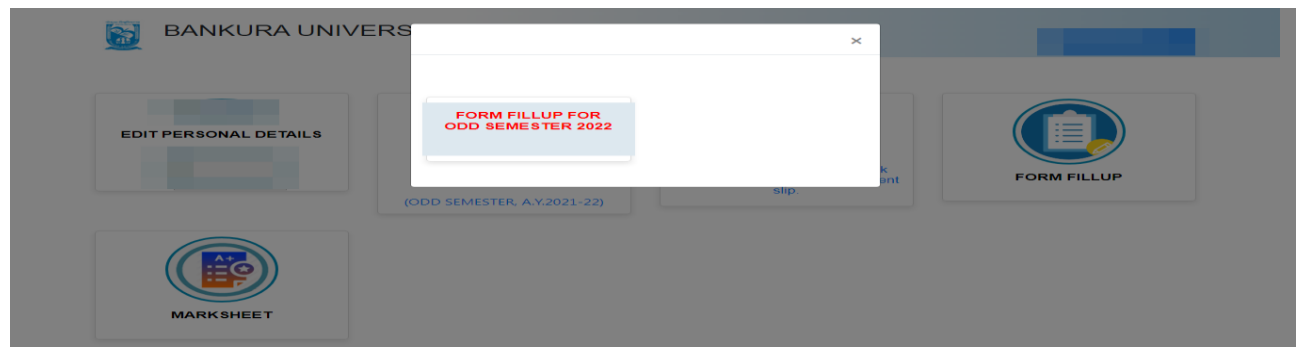 BANKURA UNIVERS
×
FORM FILLUP FOR
ODD SEMESTER 2022
EDIT PERSONAL DETAILS
(ODD SEMESTER, A.Y.2021-22)
slip.
FORM FILLUP
A+
MARKSHEET